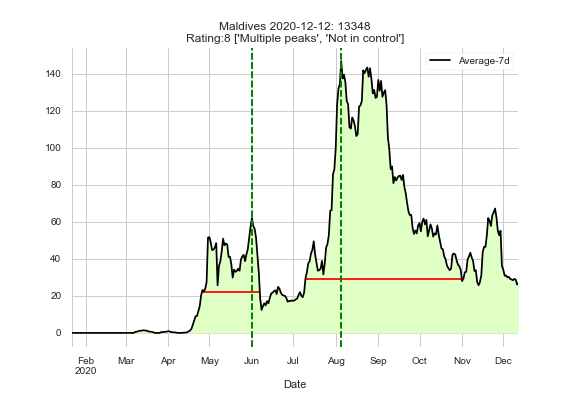 Maldives 2020-12-12: 13348
Rating:8 ['Multiple peaks', 'Not in control']
Average-7d
140
120
100
80
60
40
20
0
Feb Mar Apr May Jun Jul Aug Sep Oct Nov Dec
2020
Date